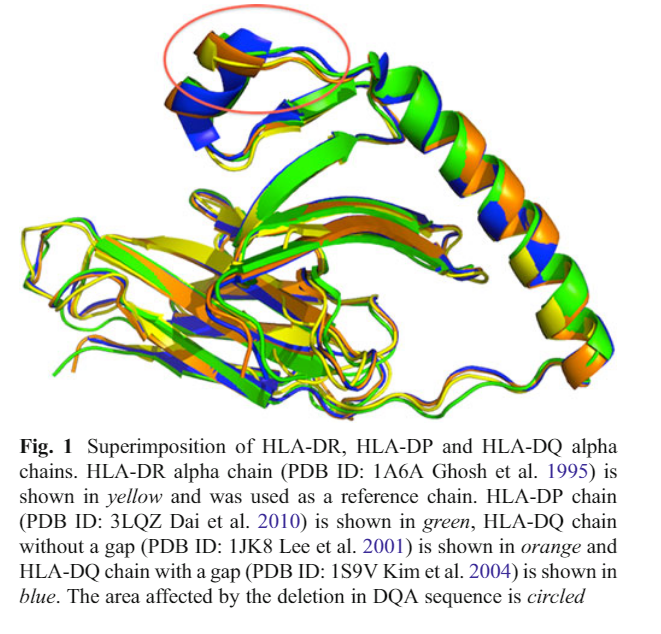 Fig. 1 Superimposition of HLA-DR, HLA-DP and HLA-DQ alpha
chains. HLA-DR alpha chain (PDB ID: 1A6A Ghosh et al. 1995) is
shown in yellow and was used as a reference chain. HLA-DP chain
(PDB ID: 3LQZ Dai et al. 2010) is shown in green, HLA-DQ chain
without a gap (PDB ID: 1JK8 Lee et al. 2001) is shown in orange and
HLA-DQ chain with a gap (PDB ID: 1S9V Kim et al. 2004) is shown in
blue. The area affected by the deletion in DQA sequence is circled